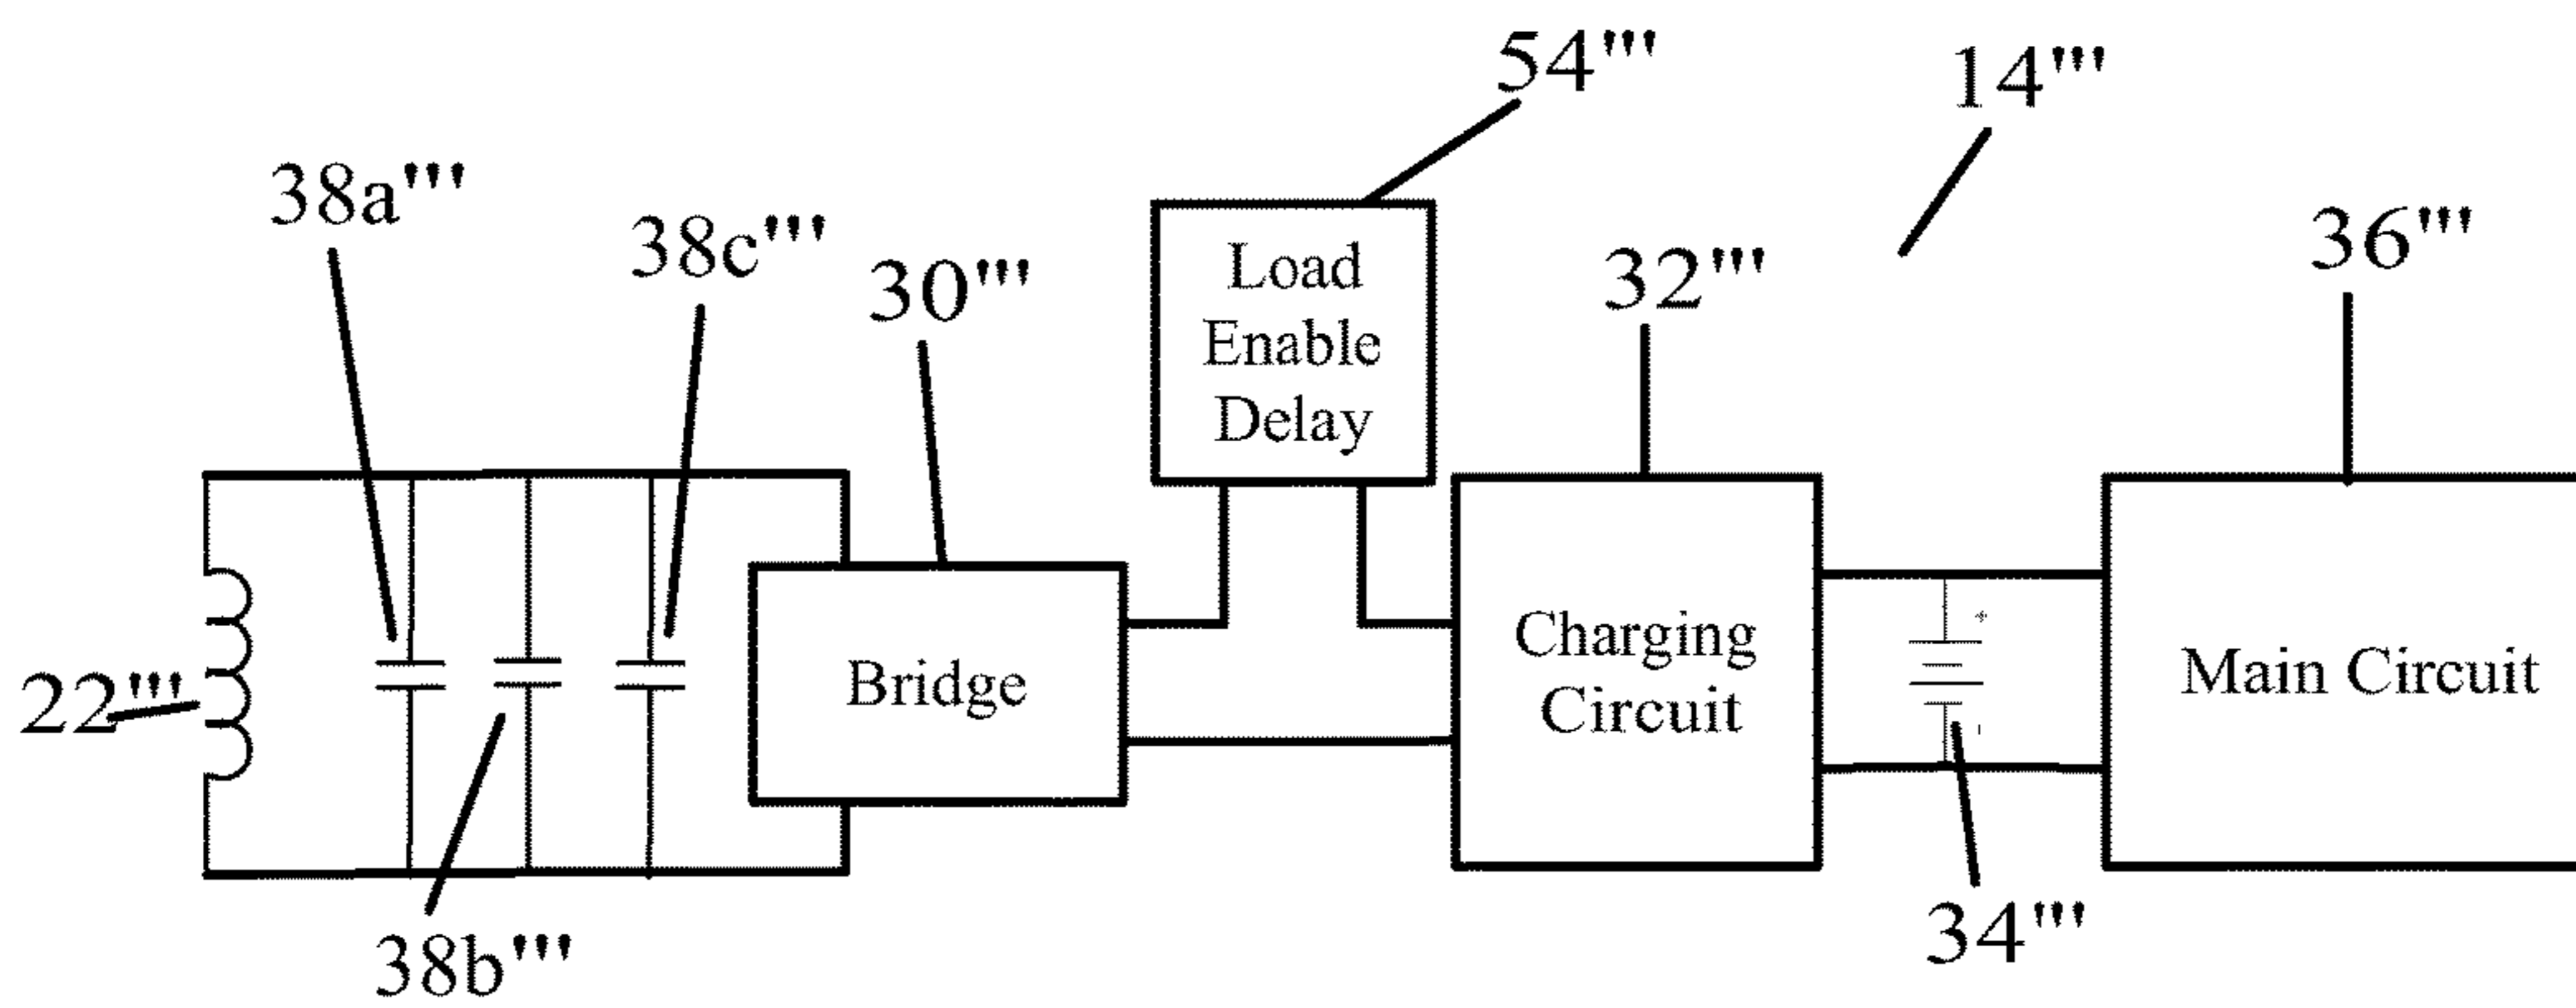 54'''
14'''
38a'''
38c'''
30'''
32'''
36'''
Load
Enable
Delay
22'''
Bridge
Charging
Circuit
+
Main Circuit
34'''
38b'''